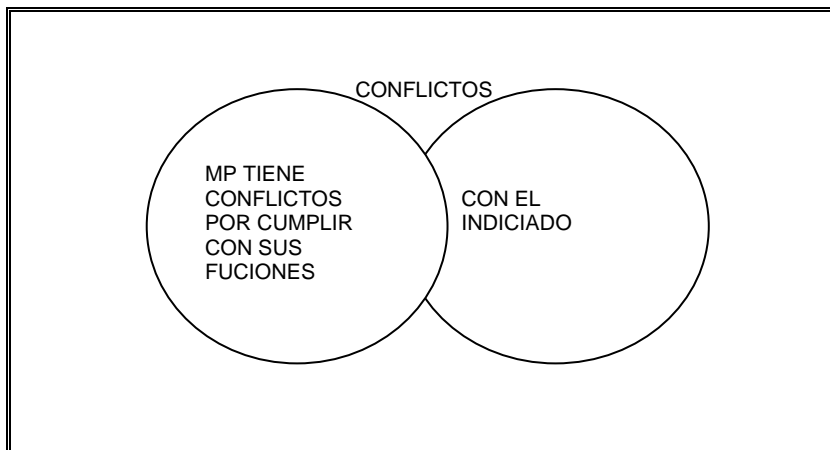 CONFLICTOS
MP TIENE
CONFLICTOS
POR CUMPLIR
CON SUS
FUCIONES
CON EL
INDICIADO